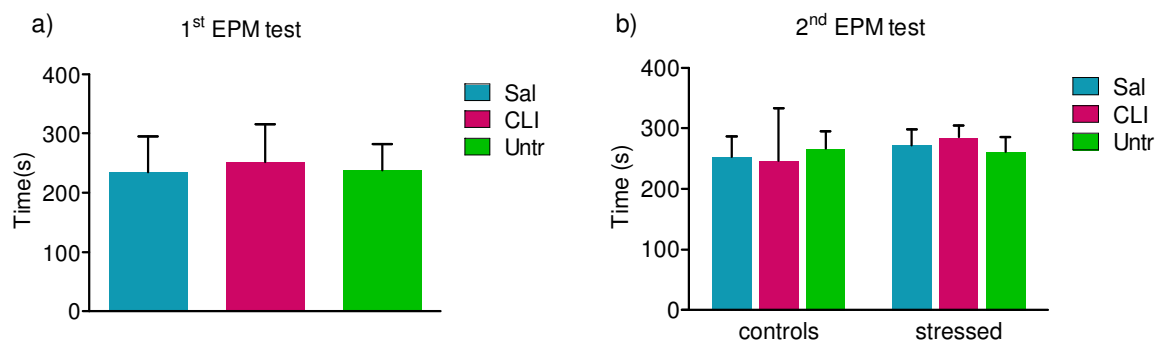 a)
1st EPM test
400
300
200
100
0
Time(s)
Sal
CLI
Untr
b)
2nd EPM test
400
300
200
100
0
Time (s)
controls
stressed
Sal
CLI
Untr